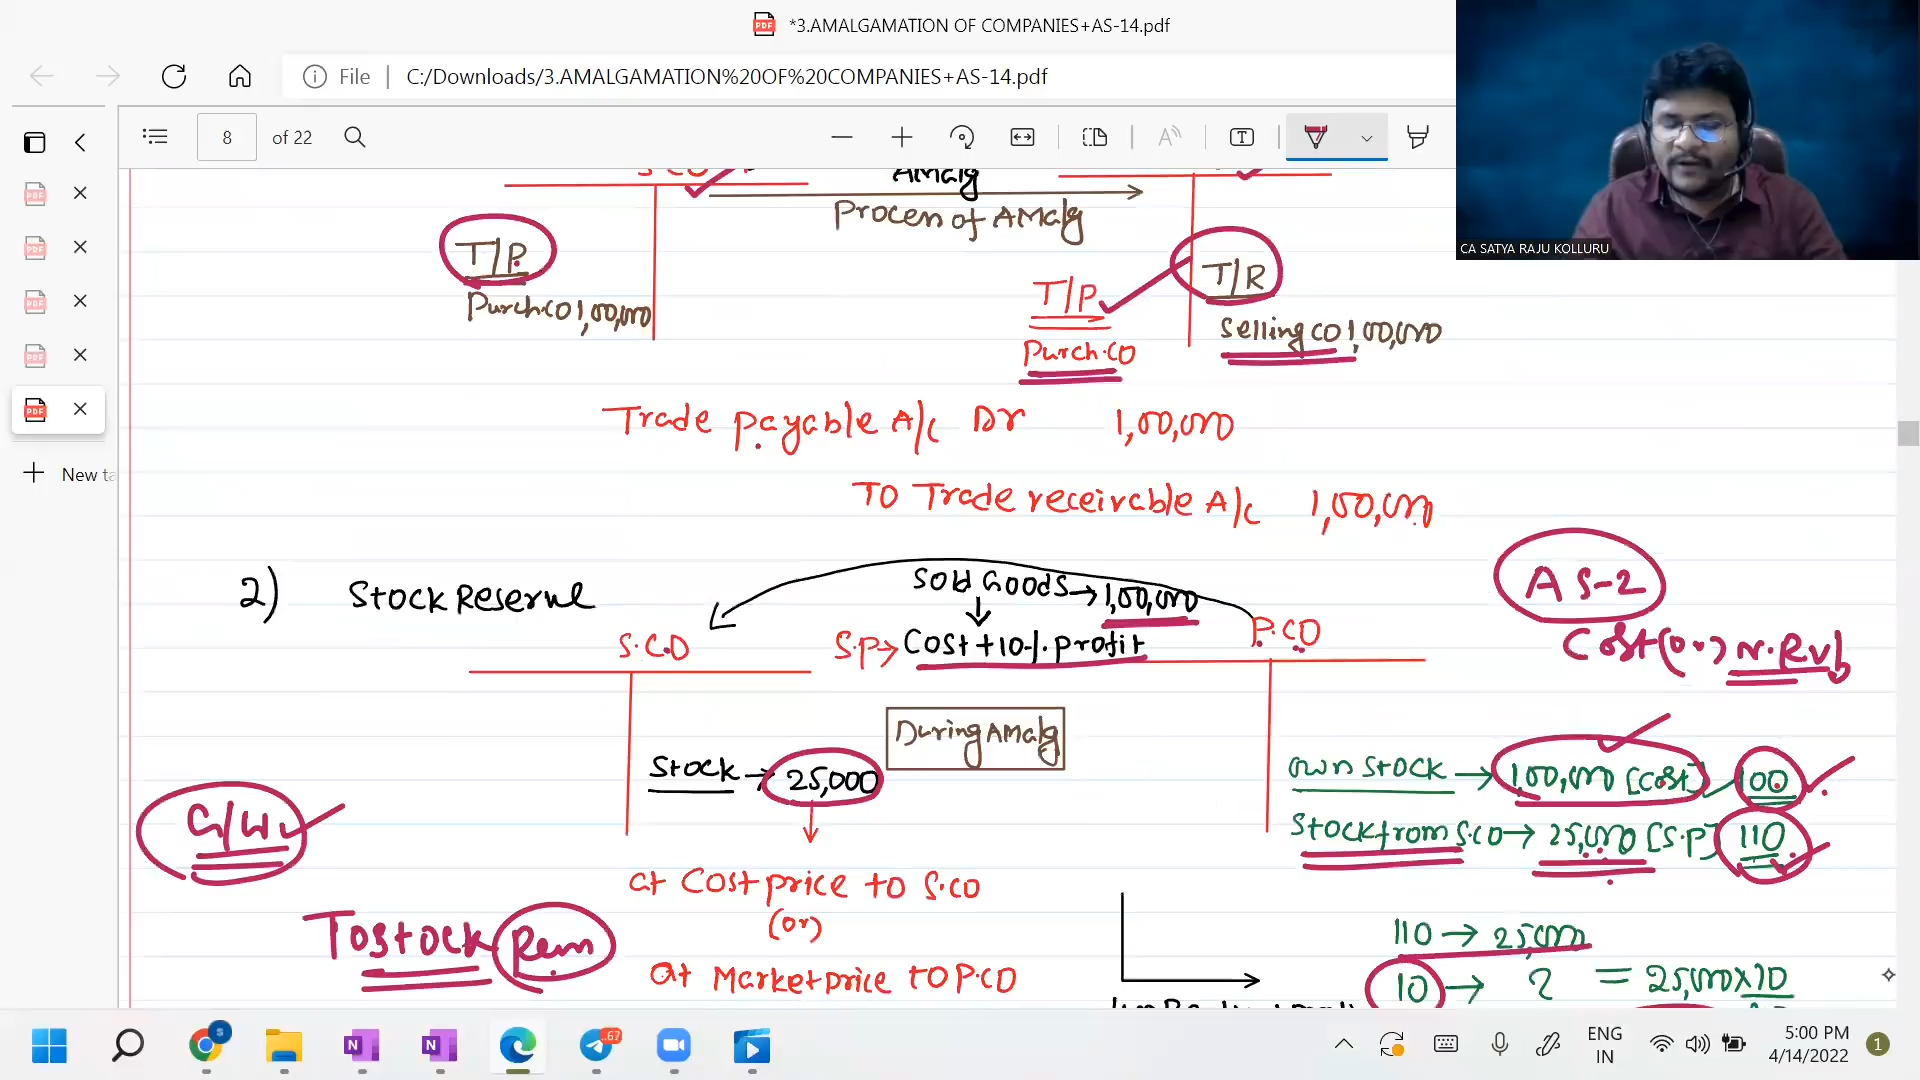 *3.AMALGAMATION OF COMPANIES+AS-14.pdf
File C:/Downloads/3.AMALGAMATION%20OF%20COMPANIES+AS-14.pdf
8 of 22
CA SATYA RAJU KOLLURU
New ta
S.CO
AMalg
Process of AMalg
T/P
Purch.co 1,00,000
T/R
Selling co 1,00,000
T/P
Purch.co
Trade payable A/c Dr 1,00,000
To Trade receivable A/c 1,00,000
2) Stock Reserve
Sold Goods → 1,00,000
S.C.O
S.P → Cost + 10% profit
P.CO
AS-2
Cost (or) N.R.V
During AMalg
Stock → 25,000
own stock → 1,00,000 [Cost] 100
Stock from S.CO → 25,000 [S.P] 110
G/W
at Cost price to S.CO
(or)
at Market price to P.CO
To stock Rem
110 → 25,000
10 → ? = 25,000x10
ENG
IN
5:00 PM
4/14/2022
1